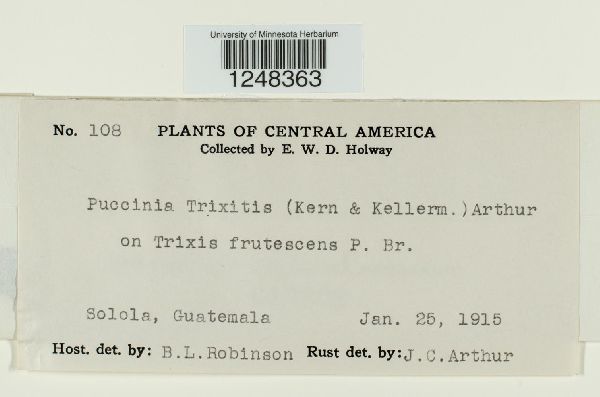 University of Minnesota Herbarium
1248363
No. 108 PLANTS OF CENTRAL AMERICA
Collected by E. W. D. Holway
Puccinia Trixitis (Kern & Kellerm.)Arthur
on Trixis frutescens P. Br.
Solola, Guatemala Jan. 25, 1915
Host. det. by: B.L.Robinson Rust det. by: J.C.Arthur